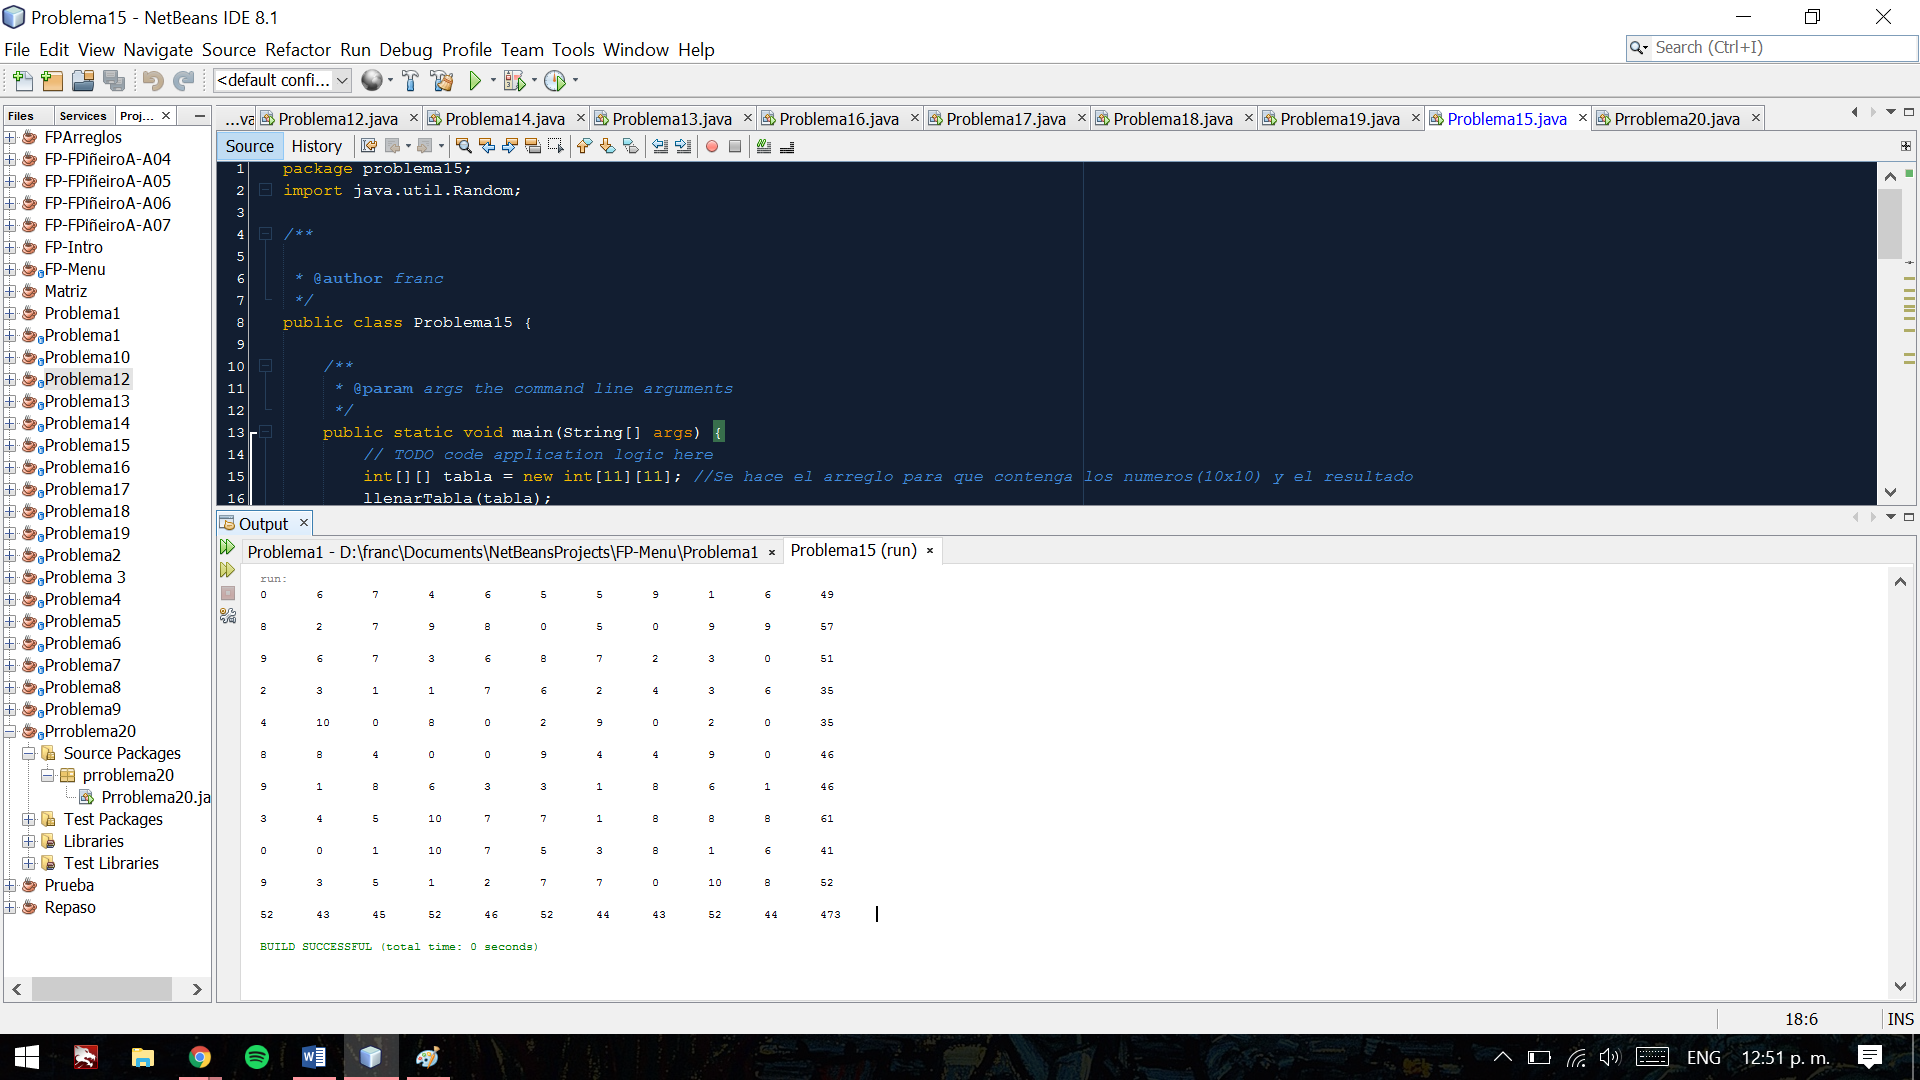 Problema15 - NetBeans IDE 8.1
File Edit View Navigate Source Refactor Run Debug Profile Team Tools Window Help
Search (Ctrl+I)
<default confi...
Files Services Proj...
FPArreglos
FP-FPiñeiroA-A04
FP-FPiñeiroA-A05
FP-FPiñeiroA-A06
FP-FPiñeiroA-A07
FP-Intro
FP-Menu
Matriz
Problema1
Problema1
Problema10
Problema12
Problema13
Problema14
Problema15
Problema16
Problema17
Problema18
Problema19
Problema2
Problema 3
Problema4
Problema5
Problema6
Problema7
Problema8
Problema9
Prroblema20
Source Packages
prroblema20
Prroblema20.ja
Test Packages
Libraries
Test Libraries
Prueba
Repaso
...va Problema12.java Problema14.java Problema13.java Problema16.java Problema17.java Problema18.java Problema19.java Problema15.java Prroblema20.java
Source History
1 package problema15;
2 import java.util.Random;
3
4 /**
5
6 * @author franc
7 */
8 public class Problema15 {
9
10 /**
11 * @param args the command line arguments
12 */
13 public static void main(String[] args) {
14 // TODO code application logic here
15 int[][] tabla = new int[11][11]; //Se hace el arreglo para que contenga los numeros(10x10) y el resultado
16 llenarTabla(tabla);
Output
Problema1 - D:\franc\Documents\NetBeansProjects\FP-Menu\Problema1 Problema15 (run)
run:
0 6 7 4 6 5 5 9 1 6 49
8 2 7 9 8 0 5 0 9 9 57
9 6 7 3 6 8 7 2 3 0 51
2 3 1 1 7 6 2 4 3 6 35
4 10 0 8 0 2 9 0 2 0 35
8 8 4 0 0 9 4 4 9 0 46
9 1 8 6 3 3 1 8 6 1 46
3 4 5 10 7 7 1 8 8 8 61
0 0 1 10 7 5 3 8 1 6 41
9 3 5 1 2 7 7 0 10 8 52
52 43 45 52 46 52 44 43 52 44 473
BUILD SUCCESSFUL (total time: 0 seconds)
18:6 INS
ENG 12:51 p. m.